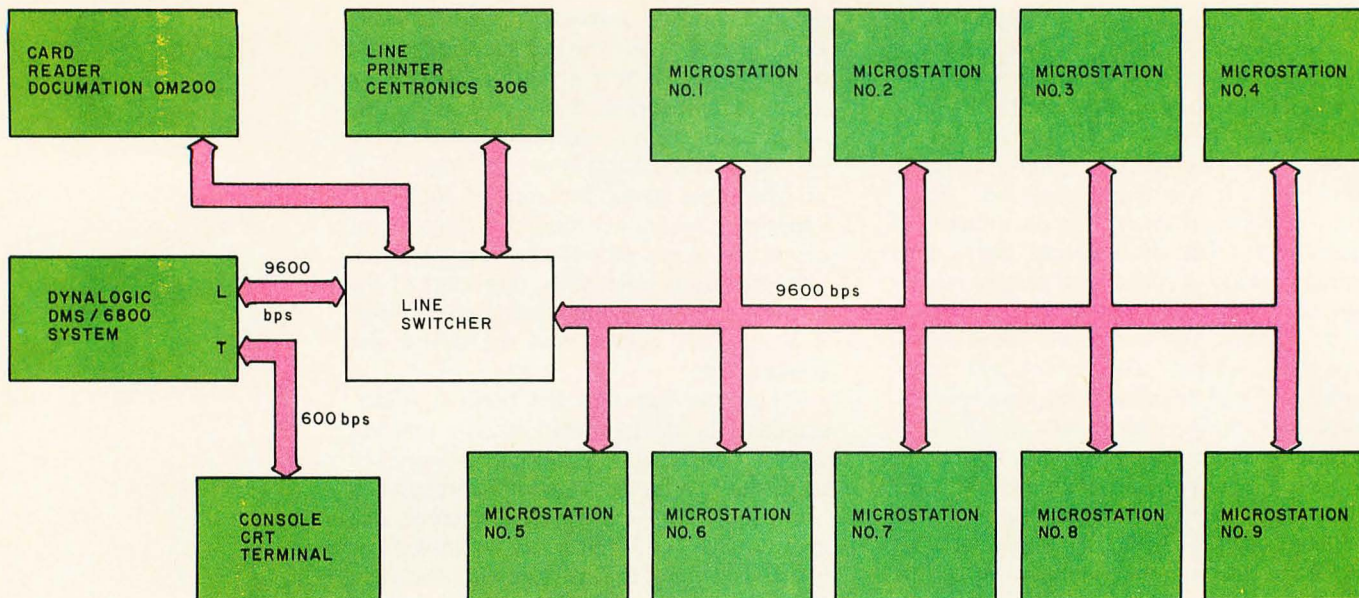 CARD
READER
DOCUMATION OM200
LINE
PRINTER
CENTRONICS 306
MICROSTATION
NO.1
MICROSTATION
NO.2
MICROSTATION
NO.3
MICROSTATION
NO.4
DYNALOGIC
DMS/6800
SYSTEM
L
T
9600
bps
LINE
SWITCHER
9600 bps
600 bps
CONSOLE
CRT
TERMINAL
MICROSTATION
NO.5
MICROSTATION
NO.6
MICROSTATION
NO.7
MICROSTATION
NO.8
MICROSTATION
NO.9